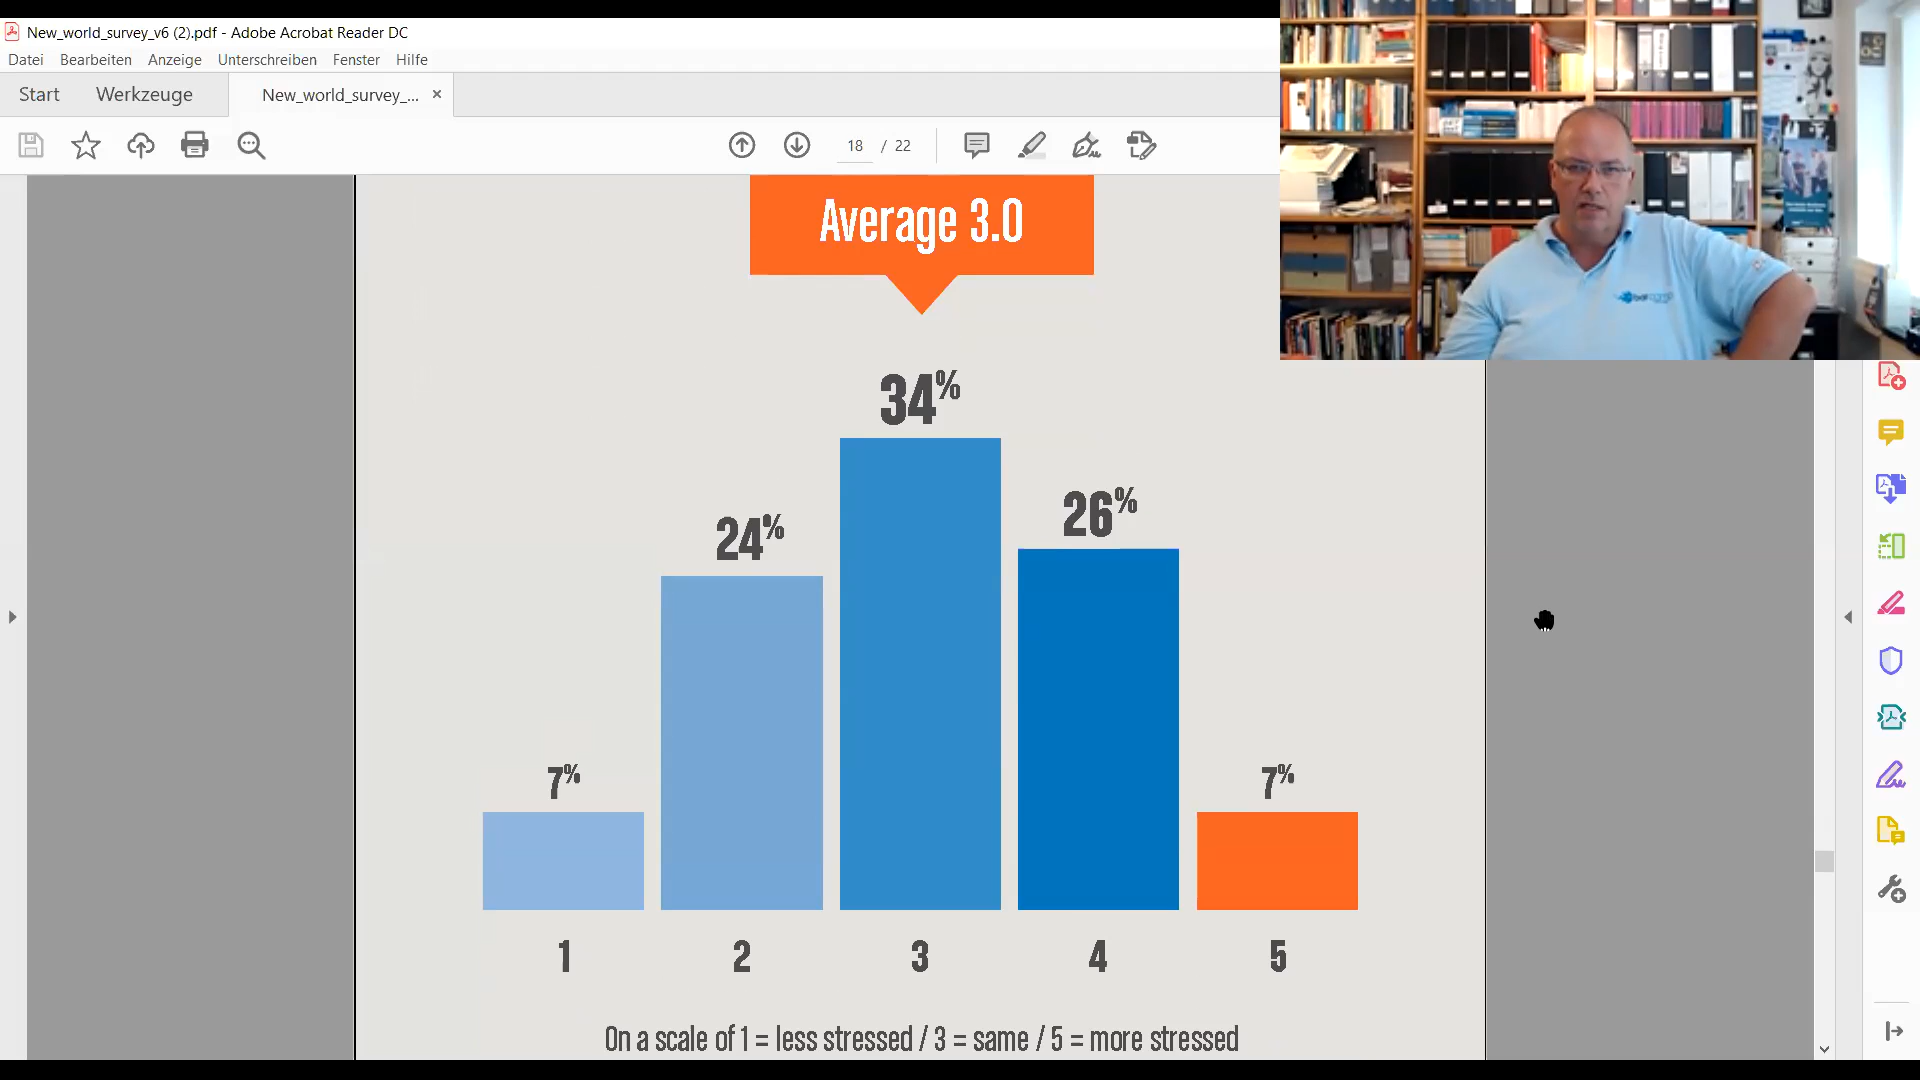 New_world_survey_v6 (2).pdf - Adobe Acrobat Reader DC
Datei Bearbeiten Anzeige Unterschreiben Fenster Hilfe
Start Werkzeuge New_world_survey_... ×
18 / 22
Average 3.0
34%
26%
24%
7%
7%
1 2 3 4 5
On a scale of 1 = less stressed / 3 = same / 5 = more stressed